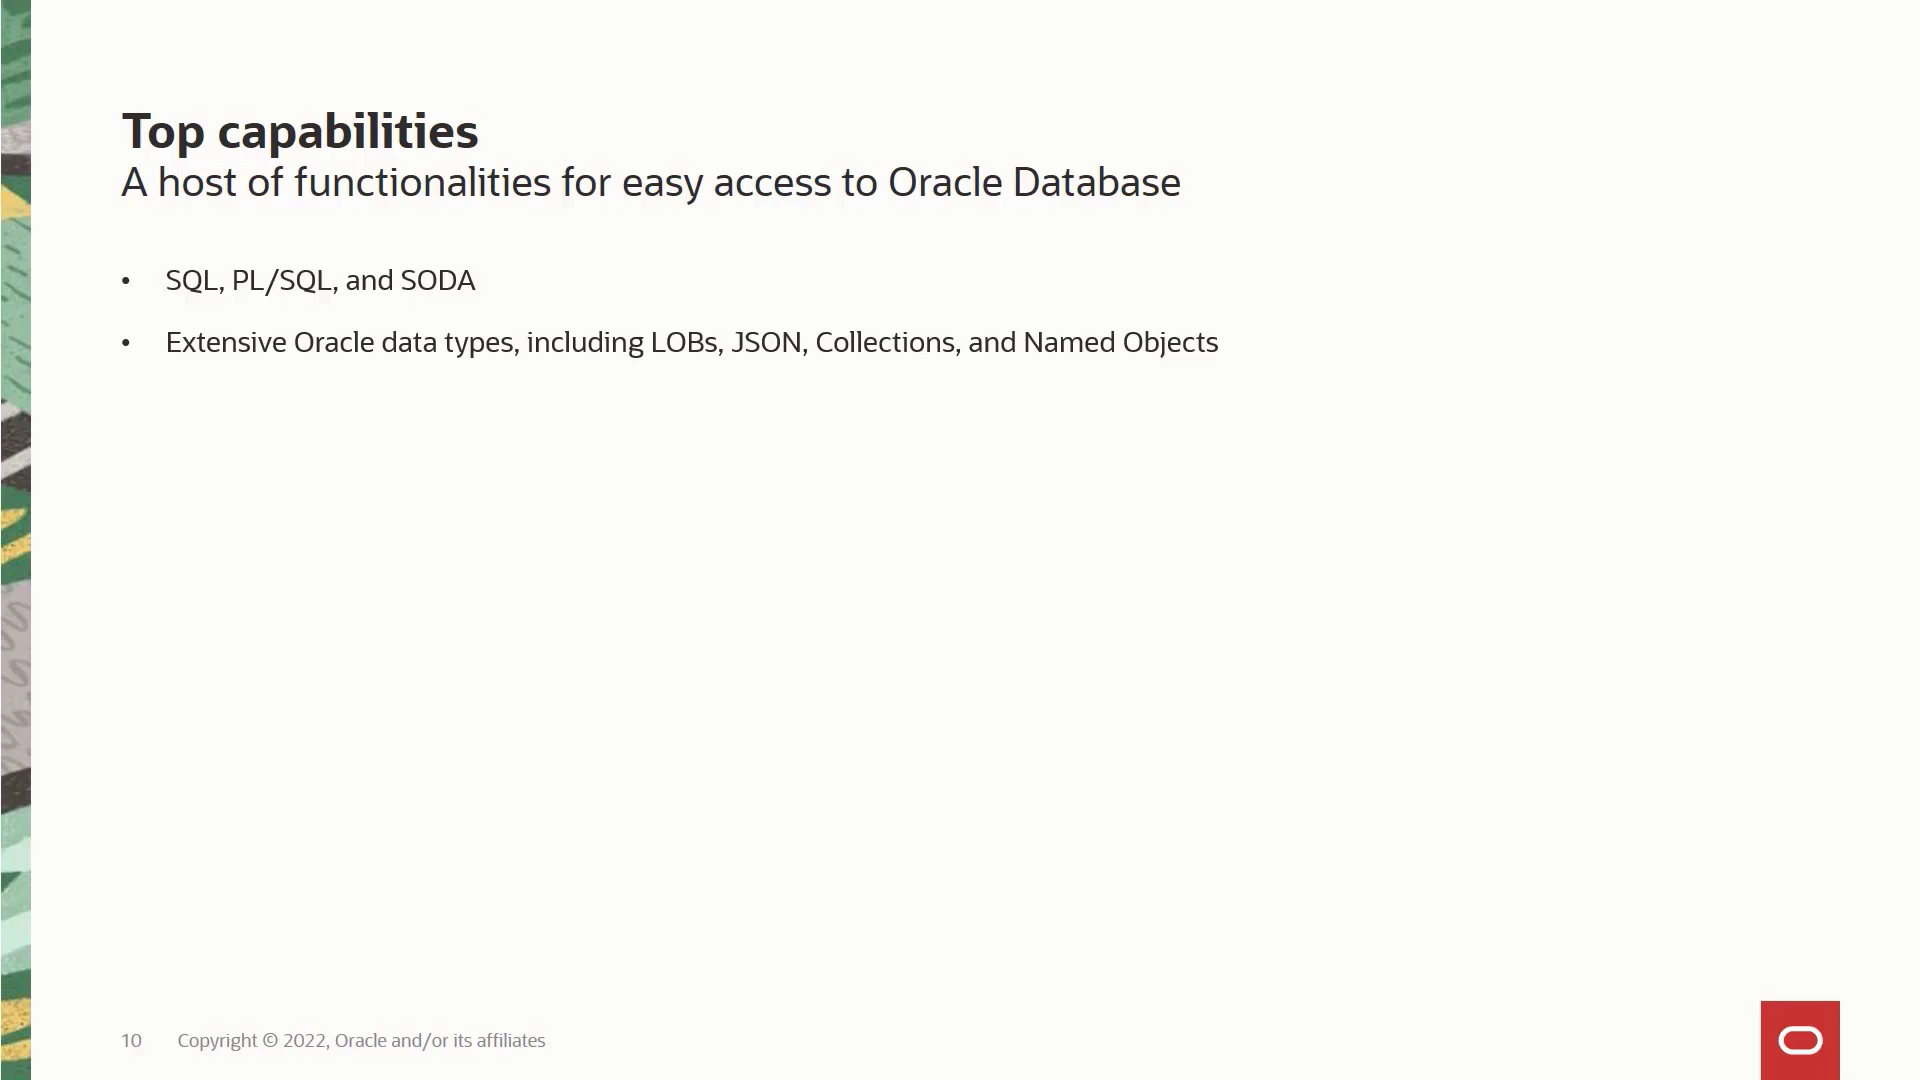 Top capabilities
A host of functionalities for easy access to Oracle Database
• SQL, PL/SQL, and SODA
• Extensive Oracle data types, including LOBs, JSON, Collections, and Named Objects
10 Copyright © 2022, Oracle and/or its affiliates